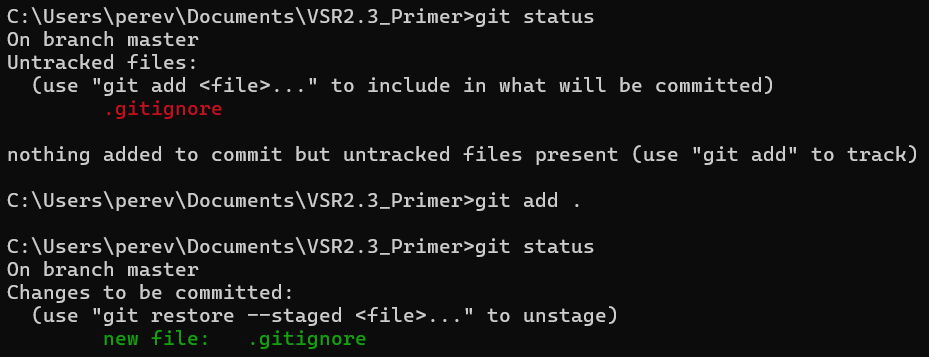 C:\Users\perev\Documents\VSR2.3_Primer>git status
On branch master
Untracked files:
  (use "git add <file>..." to include in what will be committed)
        .gitignore

nothing added to commit but untracked files present (use "git add" to track)

C:\Users\perev\Documents\VSR2.3_Primer>git add .

C:\Users\perev\Documents\VSR2.3_Primer>git status
On branch master
Changes to be committed:
  (use "git restore --staged <file>..." to unstage)
        new file:   .gitignore